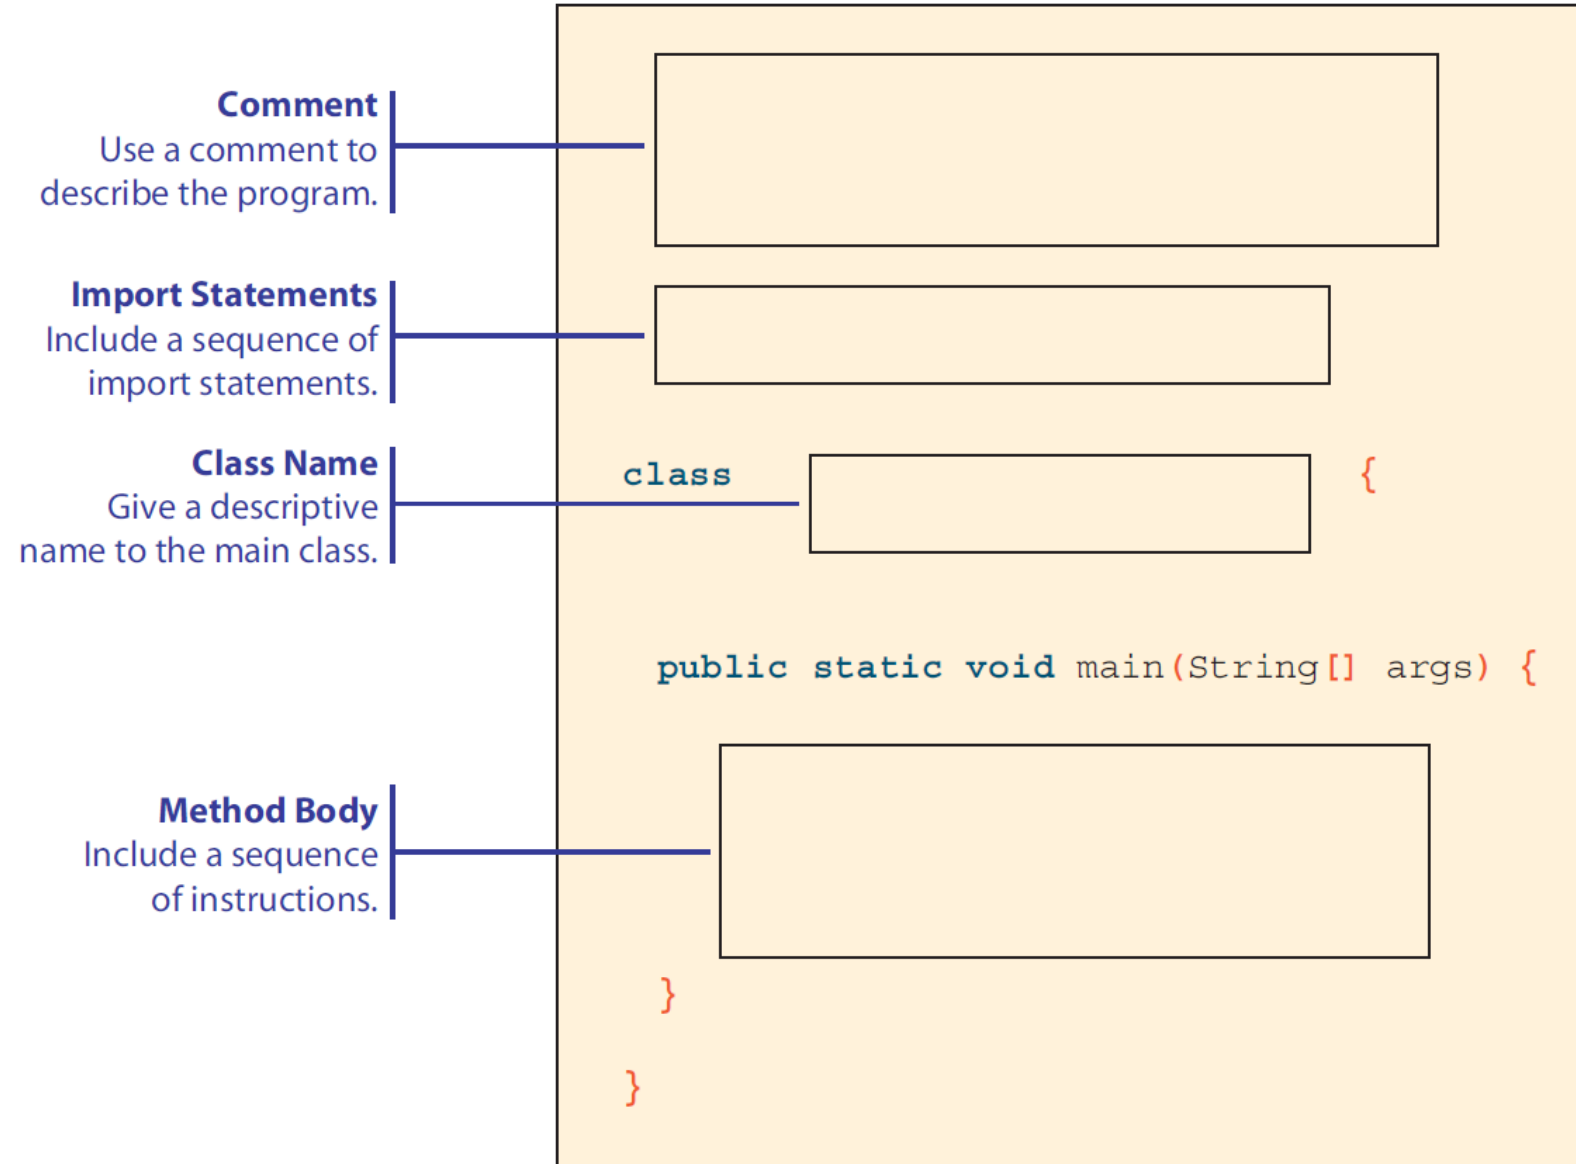 Comment
Use a comment to
describe the program.
Import Statements
Include a sequence of
import statements.
Class Name
Give a descriptive
name to the main class.
class {
public static void main(String[] args) {
Method Body
Include a sequence
of instructions.
}
}